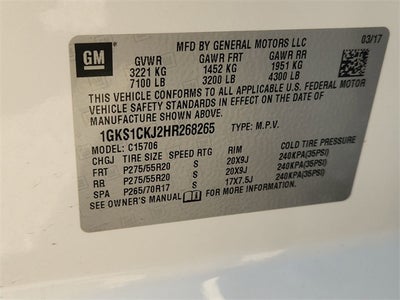 GM
MFD BY GENERAL MOTORS LLC 03/17
GVWR GAWR FRT GAWR RR
3221 KG 1452 KG 1951 KG
7100 LB 3200 LB 4300 LB
THIS VEHICLE CONFORMS TO ALL APPLICABLE U.S. FEDERAL MOTOR
VEHICLE SAFETY STANDARDS IN EFFECT ON THE DATE OF
MANUFACTURE SHOWN ABOVE.
1GKS1CKJ2HR268265 TYPE: M.P.V.
MODEL: C15706
CHGJ TIRE SIZE SPEED RTG RIM COLD TIRE PRESSURE
FRT P275/55R20 S 20X9J 240KPA(35PSI)
RR P275/55R20 S 20X9J 240KPA(35PSI)
SPA P265/70R17 S 17X7.5J 240KPA(35PSI)
SEE OWNER'S MANUAL FOR MORE INFORMATION